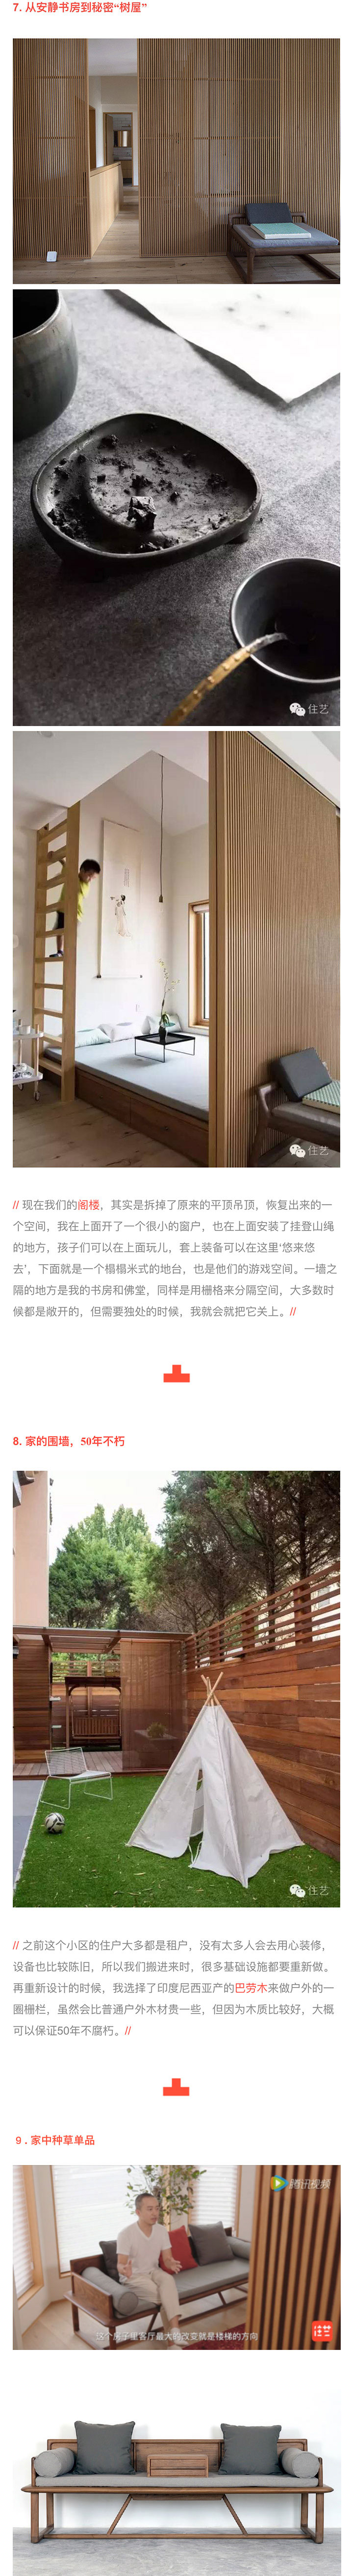 7. 从安静书房到秘密“树屋”
住艺
住艺
// 现在我们的阁楼，其实是拆掉了原来的平顶吊顶，恢复出来的一
个空间，我在上面开了一个很小的窗户，也在上面安装了挂登山绳
的地方，孩子们可以在上面玩儿，套上装备可以在这里‘悠来悠
去’，下面就是一个榻榻米式的地台，也是他们的游戏空间。一墙之
隔的地方是我的书房和佛堂，同样是用栅格来分隔空间，大多数时
候都是敞开的，但需要独处的时候，我就会就把它关上。//
8. 家的围墙，50年不朽
住艺
// 之前这个小区的住户大都是租户，没有太多人会去用心装修，
设备也比较陈旧，所以我们搬进来时，很多基础设施都要重新做。
再重新设计的时候，我选择了印度尼西亚产的巴劳木来做户外的一
圈栅栏，虽然会比普通户外木材贵一些，但因为木质比较好，大概
可以保证50年不腐朽。//
9 . 家中种草单品
腾讯视频
这个房子里客厅最大的改变就是楼梯的方向
住艺